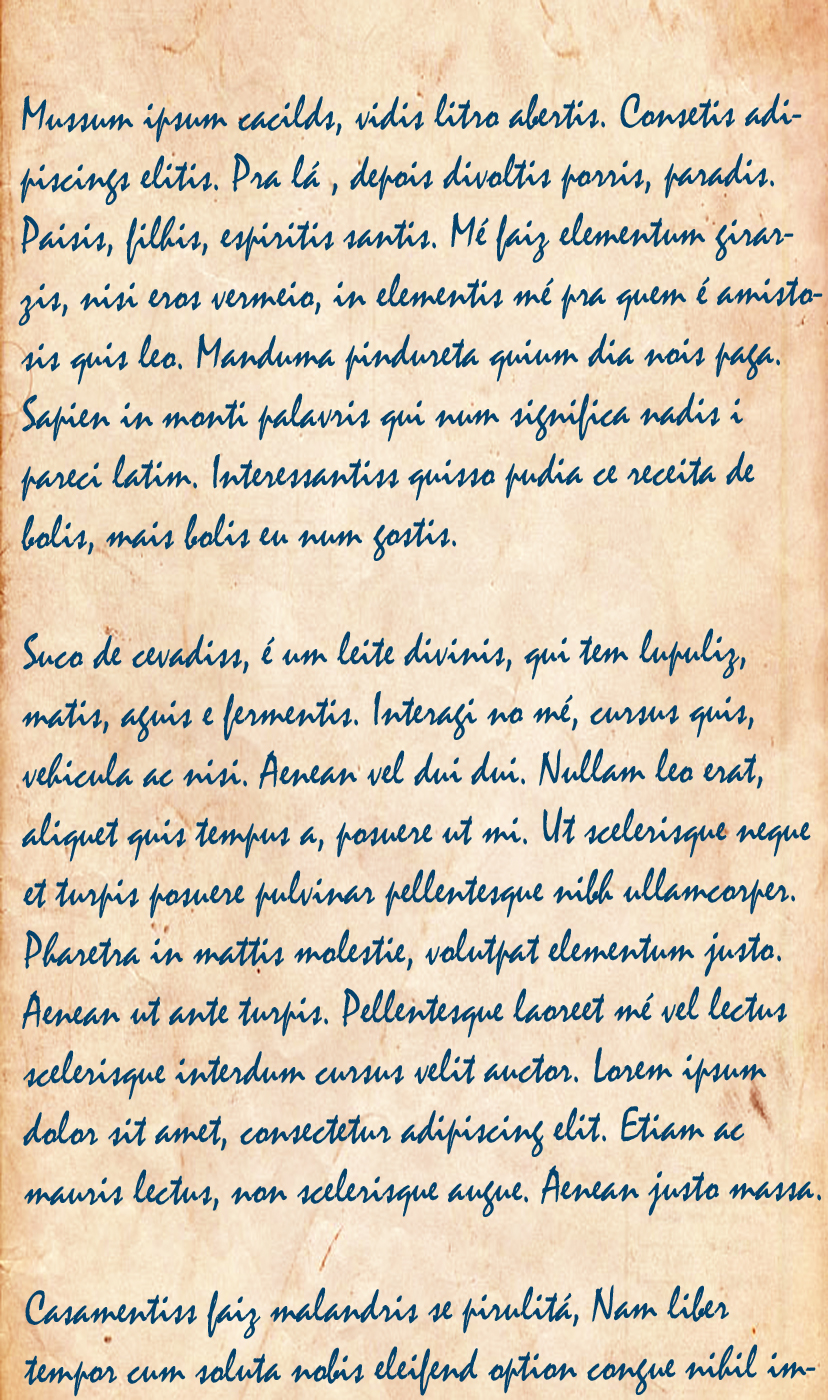 Mussum ipsum cacilds, vidis litro abertis. Consetis adi-
piscings elitis. Pra lá , depois divoltis porris, paradis.
Paisis, filhis, espiritis santis. Mé faiz elementum girar-
zis, nisi eros vermeio, in elementis mé pra quem é amisto-
sis quis leo. Manduma pindureta quium dia nois paga.
Sapien in monti palavris qui num significa nadis i
pareci latim. Interessantiss quisso pudia ce receita de
bolis, mais bolis eu num gostis.

Suco de cevadiss, é um leite divinis, qui tem lupuliz,
matis, aguis e fermentis. Interagi no mé, cursus quis,
vehicula ac nisi. Aenean vel dui dui. Nullam leo erat,
aliquet quis tempus a, posuere ut mi. Ut scelerisque neque
et turpis posuere pulvinar pellentesque nibh ullamcorper.
Pharetra in mattis molestie, volutpat elementum justo.
Aenean ut ante turpis. Pellentesque laoreet mé vel lectus
scelerisque interdum cursus velit auctor. Lorem ipsum
dolor sit amet, consectetur adipiscing elit. Etiam ac
mauris lectus, non scelerisque augue. Aenean justo massa.

Casamentiss faiz malandris se pirulitá, Nam liber
tempor cum soluta nobis eleifend option congue nihil im-